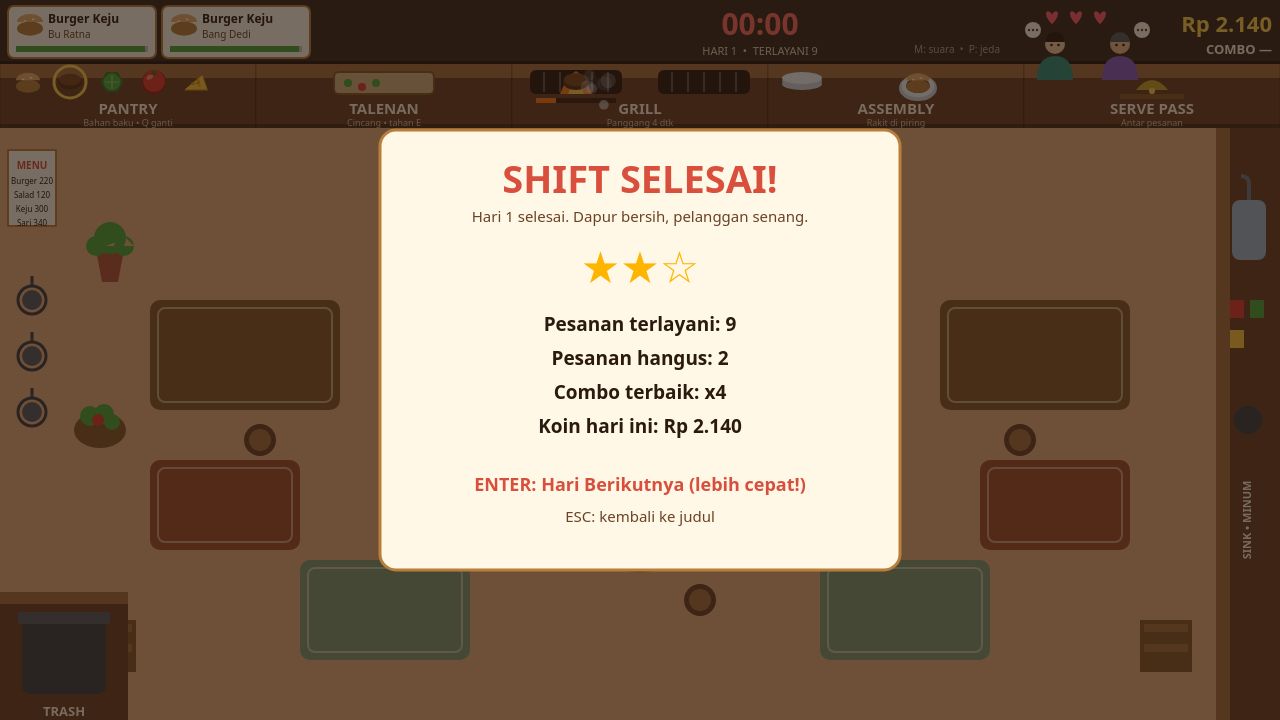 Burger Keju
Bu Ratna
Burger Keju
Bang Dedi
00:00
HARI 1 • TERLAYANI 9
M: suara • P: jeda
Rp 2.140
COMBO —
PANTRY
Bahan baku • Q ganti
TALENAN
Cincang • tahan E
GRILL
Panggang 4 dtk
ASSEMBLY
Rakit di piring
SERVE PASS
Antar pesanan
MENU
Burger 220
Salad 120
Keju 300
Sari 340
SHIFT SELESAI!
Hari 1 selesai. Dapur bersih, pelanggan senang.
★★☆
Pesanan terlayani: 9
Pesanan hangus: 2
Combo terbaik: x4
Koin hari ini: Rp 2.140
ENTER: Hari Berikutnya (lebih cepat!)
ESC: kembali ke judul
SINK • MINUM
TRASH